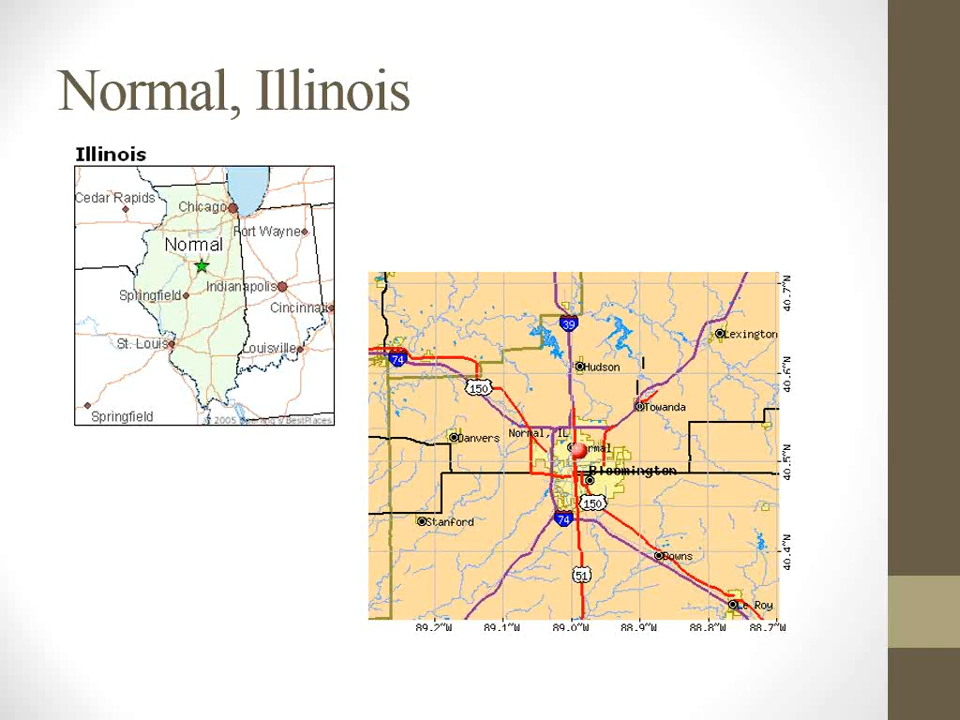 Normal, Illinois
Illinois
Cedar Rapids
Chicago
Fort Wayne
Normal
Indianapolis
Springfield
Cincinnati
St. Louis
Louisville
Springfield
40.7°N
39
Lexington
74
Hudson
40.6°N
150
Towanda
Normal, IL
Danvers
Bloomington
40.5°N
150
Stanford
74
Downs
40.4°N
51
Le Roy
89.2°W 89.1°W 89.0°W 88.9°W 88.8°W 88.7°W